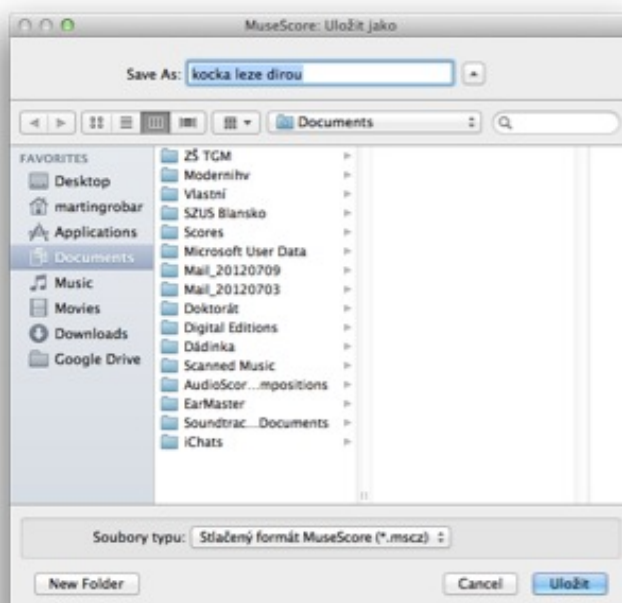 MuseScore: Uložit jako
Save As: kocka leze dirou
Documents
FAVORITES
Desktop
martingrobar
Applications
Documents
Music
Movies
Downloads
Google Drive
ZŠ TGM
Modernihv
Vlastní
SZUS Blansko
Scores
Microsoft User Data
Mail_20120709
Mail_20120703
Doktorát
Digital Editions
Dádinka
Scanned Music
AudioScor...mpositions
EarMaster
Soundtrac...Documents
iChats
Soubory typu: Stlačený formát MuseScore (*.mscz)
New Folder
Cancel
Uložit